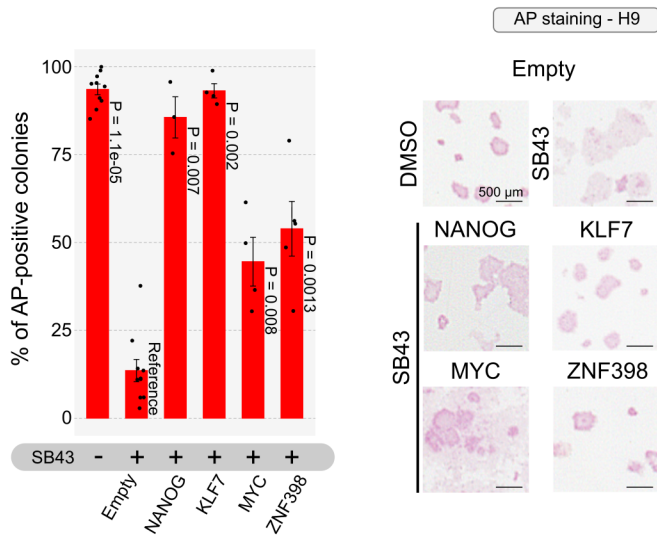 AP staining - H9
% of AP-positive colonies
100
75
50
25
0
P = 1.1e-05
Reference
P = 0.007
P = 0.002
P = 0.008
P = 0.0013
SB43
- + + + + +
Empty
NANOG
KLF7
MYC
ZNF398
Empty
DMSO
500 µm
SB43
SB43
NANOG
KLF7
MYC
ZNF398